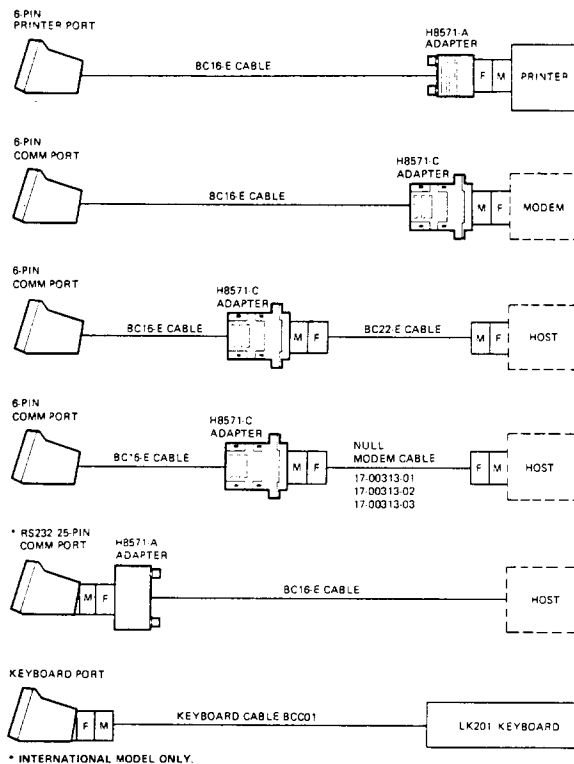 6-PIN
PRINTER PORT
BC16-E CABLE
H8571-A
ADAPTER
F M PRINTER
6-PIN
COMM PORT
BC16-E CABLE
H8571-C
ADAPTER
M F MODEM
6-PIN
COMM PORT
BC16-E CABLE
H8571-C
ADAPTER
M F
BC22-E CABLE
M F HOST
6-PIN
COMM PORT
BC16-E CABLE
H8571-C
ADAPTER
M F
NULL
MODEM CABLE
17-00313-01
17-00313-02
17-00313-03
F M HOST
* RS232 25-PIN
COMM PORT
M F
H8571-A
ADAPTER
BC16-E CABLE
HOST
KEYBOARD PORT
F M
KEYBOARD CABLE BCC01
LK201 KEYBOARD
* INTERNATIONAL MODEL ONLY.